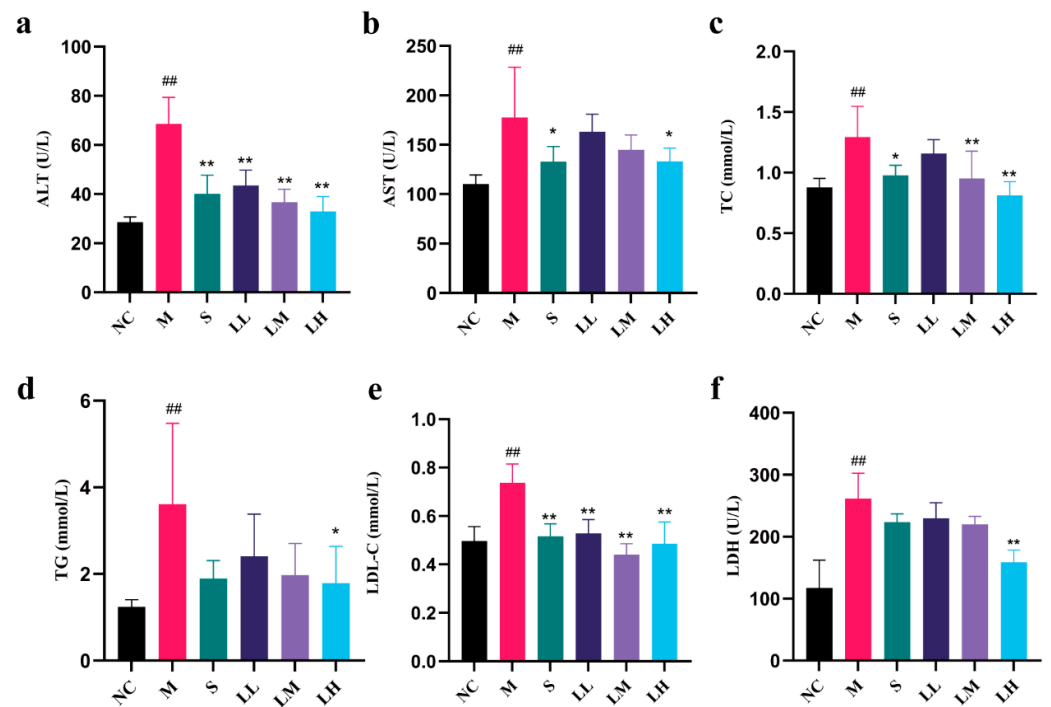 a
ALT (U/L)
100
80
60
40
20
0
##
**
**
**
**
NC M S LL LM LH
b
AST (U/L)
250
200
150
100
50
0
##
*
*
NC M S LL LM LH
c
TC (mmol/L)
2.0
1.5
1.0
0.5
0.0
##
*
**
**
NC M S LL LM LH
d
TG (mmol/L)
6
4
2
0
##
*
NC M S LL LM LH
e
LDL-C (mmol/L)
1.0
0.8
0.6
0.4
0.2
0.0
##
**
**
**
**
NC M S LL LM LH
f
LDH (U/L)
400
300
200
100
0
##
**
NC M S LL LM LH